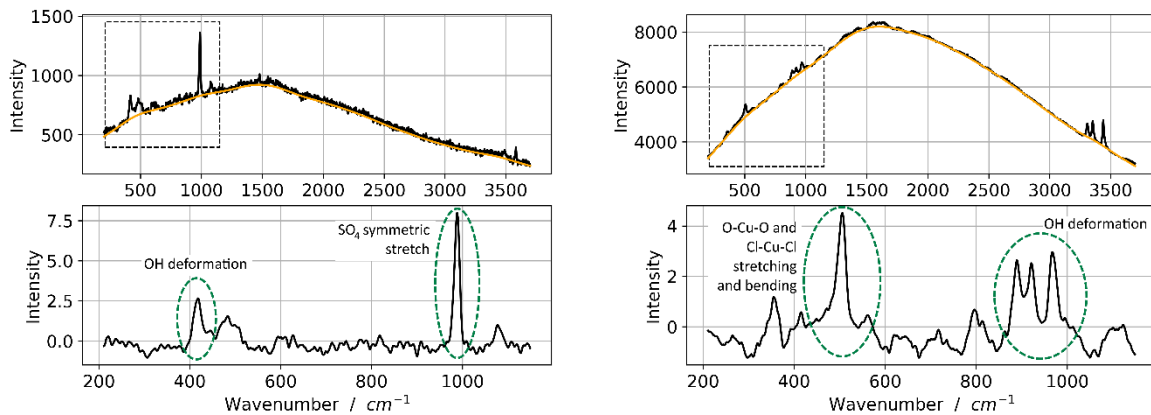 1500
1000
500
Intensity
500 1000 1500 2000 2500 3000 3500
8000
6000
4000
Intensity
500 1000 1500 2000 2500 3000 3500
7.5
5.0
2.5
0.0
Intensity
SO₄ symmetric
stretch
OH deformation
200 400 600 800 1000
Wavenumber / cm⁻¹
4
2
0
Intensity
O-Cu-O and
Cl-Cu-Cl
stretching
and bending
OH deformation
200 400 600 800 1000
Wavenumber / cm⁻¹